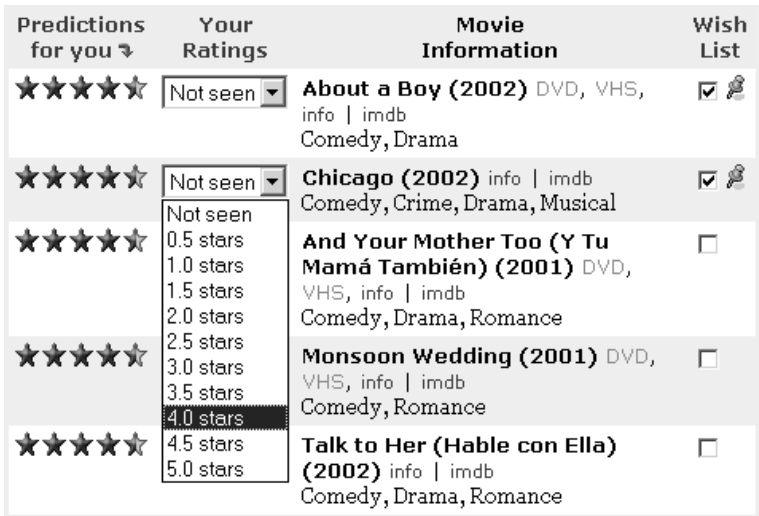 Predictions for you
Your Ratings
Movie Information
Wish List
Not seen
About a Boy (2002) DVD, VHS,
info | imdb
Comedy, Drama
Not seen
Chicago (2002) info | imdb
Comedy, Crime, Drama, Musical
Not seen
0.5 stars
1.0 stars
1.5 stars
2.0 stars
2.5 stars
3.0 stars
3.5 stars
4.0 stars
4.5 stars
5.0 stars
And Your Mother Too (Y Tu
Mamá También) (2001) DVD,
VHS, info | imdb
Comedy, Drama, Romance
Monsoon Wedding (2001) DVD,
VHS, info | imdb
Comedy, Romance
Talk to Her (Hable con Ella)
(2002) info | imdb
Comedy, Drama, Romance